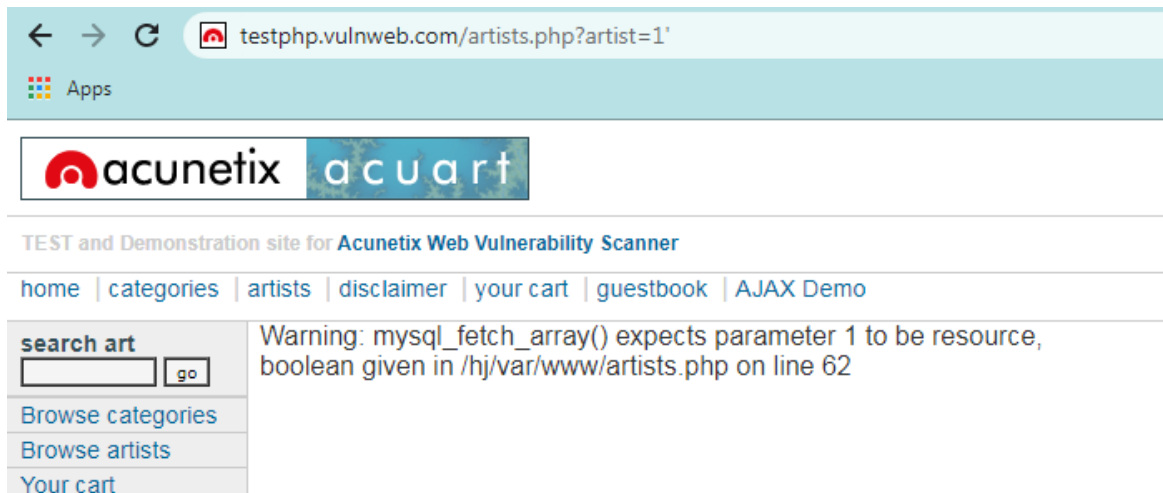 testphp.vulnweb.com/artists.php?artist=1'
Apps
acunetix acuart
TEST and Demonstration site for Acunetix Web Vulnerability Scanner
home | categories | artists | disclaimer | your cart | guestbook | AJAX Demo
search art
go
Browse categories
Browse artists
Your cart
Warning: mysql_fetch_array() expects parameter 1 to be resource,
boolean given in /hj/var/www/artists.php on line 62